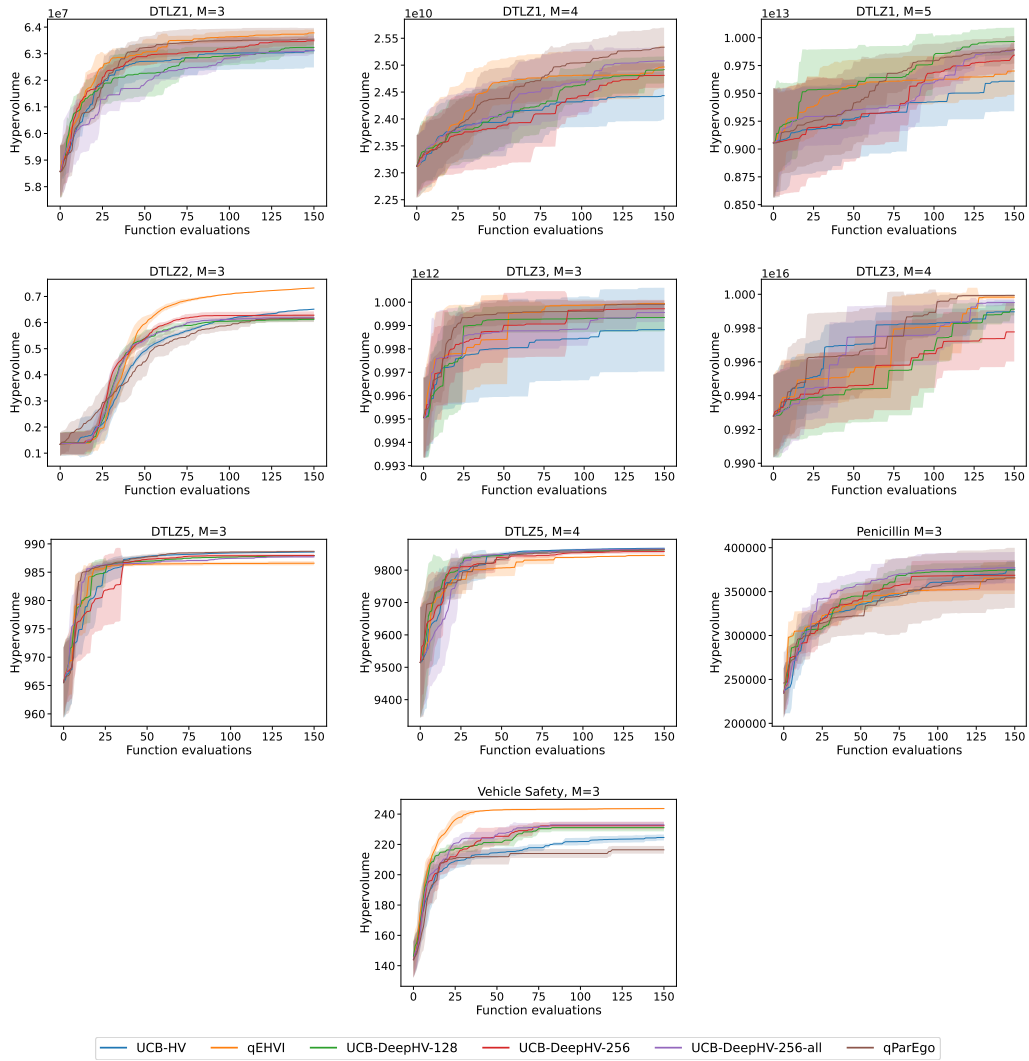 DTLZ1, M=3
1e7
Hypervolume
6.4
6.3
6.2
6.1
6.0
5.9
5.8
0 25 50 75 100 125 150
Function evaluations
DTLZ1, M=4
1e10
Hypervolume
2.55
2.50
2.45
2.40
2.35
2.30
2.25
0 25 50 75 100 125 150
Function evaluations
DTLZ1, M=5
1e13
Hypervolume
1.000
0.975
0.950
0.925
0.900
0.875
0.850
0 25 50 75 100 125 150
Function evaluations
DTLZ2, M=3
Hypervolume
0.7
0.6
0.5
0.4
0.3
0.2
0.1
0 25 50 75 100 125 150
Function evaluations
DTLZ3, M=3
1e12
Hypervolume
1.000
0.999
0.998
0.997
0.996
0.995
0.994
0.993
0 25 50 75 100 125 150
Function evaluations
DTLZ3, M=4
1e16
Hypervolume
1.000
0.998
0.996
0.994
0.992
0.990
0 25 50 75 100 125 150
Function evaluations
DTLZ5, M=3
Hypervolume
990
985
980
975
970
965
960
0 25 50 75 100 125 150
Function evaluations
DTLZ5, M=4
Hypervolume
9800
9700
9600
9500
9400
0 25 50 75 100 125 150
Function evaluations
Penicillin M=3
Hypervolume
400000
350000
300000
250000
200000
0 25 50 75 100 125 150
Function evaluations
Vehicle Safety, M=3
Hypervolume
240
220
200
180
160
140
0 25 50 75 100 125 150
Function evaluations
UCB-HV qEHVI UCB-DeepHV-128 UCB-DeepHV-256 UCB-DeepHV-256-all qParEgo